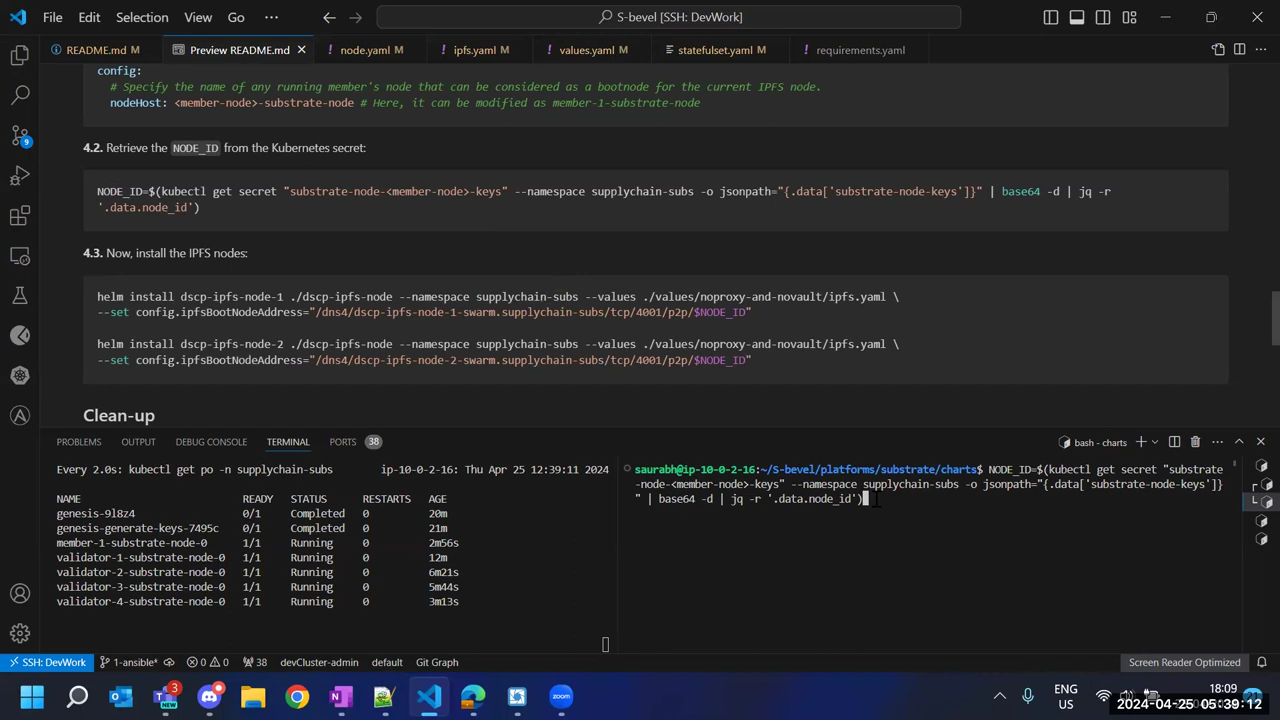 File Edit Selection View Go ··· S-bevel [SSH: DevWork]
README.md Preview README.md node.yaml ipfs.yaml values.yaml statefulset.yaml requirements.yaml
config:
# Specify the name of any running member's node that can be considered as a bootnode for the current IPFS node.
nodeHost: <member-node>-substrate-node # Here, it can be modified as member-1-substrate-node
4.2. Retrieve the NODE_ID from the Kubernetes secret:
NODE_ID=$(kubectl get secret "substrate-node-<member-node>-keys" --namespace supplychain-subs -o jsonpath="{.data['substrate-node-keys']}" | base64 -d | jq -r
'.data.node_id')
4.3. Now, install the IPFS nodes:
helm install dscp-ipfs-node-1 ./dscp-ipfs-node --namespace supplychain-subs --values ./values/noproxy-and-novault/ipfs.yaml \
--set config.ipfsBootNodeAddress="/dns4/dscp-ipfs-node-1-swarm.supplychain-subs/tcp/4001/p2p/$NODE_ID"
helm install dscp-ipfs-node-2 ./dscp-ipfs-node --namespace supplychain-subs --values ./values/noproxy-and-novault/ipfs.yaml \
--set config.ipfsBootNodeAddress="/dns4/dscp-ipfs-node-2-swarm.supplychain-subs/tcp/4001/p2p/$NODE_ID"
Clean-up
PROBLEMS OUTPUT DEBUG CONSOLE TERMINAL PORTS 38 bash - charts
Every 2.0s: kubectl get po -n supplychain-subs ip-10-0-2-16: Thu Apr 25 12:39:11 2024
NAME READY STATUS RESTARTS AGE
genesis-9l8z4 0/1 Completed 0 20m
genesis-generate-keys-7495c 0/1 Completed 0 21m
member-1-substrate-node-0 1/1 Running 0 2m56s
validator-1-substrate-node-0 1/1 Running 0 12m
validator-2-substrate-node-0 1/1 Running 0 6m21s
validator-3-substrate-node-0 1/1 Running 0 5m44s
validator-4-substrate-node-0 1/1 Running 0 3m13s
saurabh@ip-10-0-2-16:~/S-bevel/platforms/substrate/charts$ NODE_ID=$(kubectl get secret "substrate
-node-<member-node>-keys" --namespace supplychain-subs -o jsonpath="{.data['substrate-node-keys']}
" | base64 -d | jq -r '.data.node_id')
9
SSH: DevWork 1-ansible* 0 0 38 devCluster-admin default Git Graph Screen Reader Optimized
3
ENG
18:09
2024-04-25 05:39:12